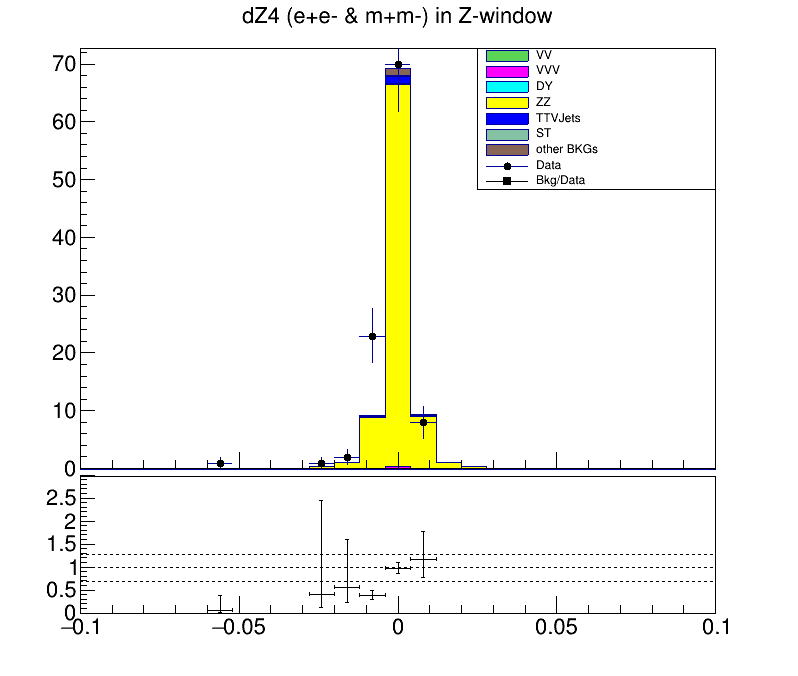 dZ4 (e+e- & m+m-) in Z-window
70
60
50
40
30
20
10
0
VV
VVV
DY
ZZ
TTVJets
ST
other BKGs
Data
Bkg/Data
2.5
2
1.5
1
0.5
0
−0.1
−0.05
0
0.05
0.1